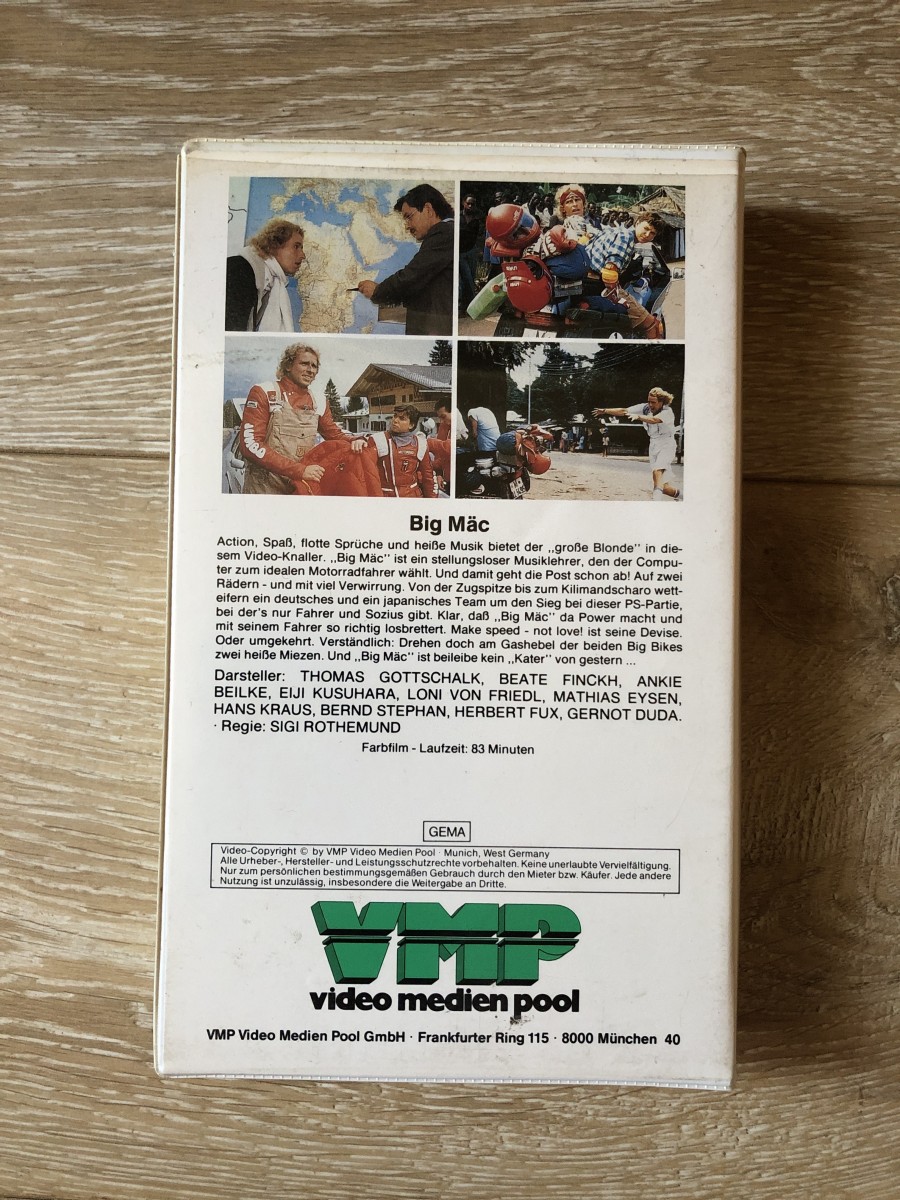 Big Mäc
Action, Spaß, flotte Sprüche und heiße Musik bietet der ,,große Blonde" in die-
sem Video-Knaller. ,,Big Mäc" ist ein stellungsloser Musiklehrer, den der Compu-
ter zum idealen Motorradfahrer wählt. Und damit geht die Post schon ab! Auf zwei
Rädern - und mit viel Verwirrung. Von der Zugspitze bis zum Kilimandscharo wett-
eifern ein deutsches und ein japanisches Team um den Sieg bei dieser PS-Partie,
bei der's nur Fahrer und Sozius gibt. Klar, daß ,,Big Mäc" da Power macht und
mit seinem Fahrer so richtig losbrettert. Make speed - not love! ist seine Devise.
Oder umgekehrt. Verständlich: Drehen doch am Gashebel der beiden Big Bikes
zwei heiße Miezen. Und ,,Big Mäc" ist beileibe kein ,,Kater" von gestern ...
Darsteller: THOMAS GOTTSCHALK, BEATE FINCKH, ANKIE
BEILKE, EIJI KUSUHARA, LONI VON FRIEDL, MATHIAS EYSEN,
HANS KRAUS, BERND STEPHAN, HERBERT FUX, GERNOT DUDA.
· Regie: SIGI ROTHEMUND
Farbfilm - Laufzeit: 83 Minuten
GEMA
Video-Copyright © by VMP Video Medien Pool · Munich, West Germany
Alle Urheber-, Hersteller- und Leistungsschutzrechte vorbehalten. Keine unerlaubte Vervielfältigung.
Nur zum persönlichen bestimmungsgemäßen Gebrauch durch den Mieter bzw. Käufer. Jede andere
Nutzung ist unzulässig, insbesondere die Weitergabe an Dritte.
VMP
video medien pool
VMP Video Medien Pool GmbH · Frankfurter Ring 115 · 8000 München 40